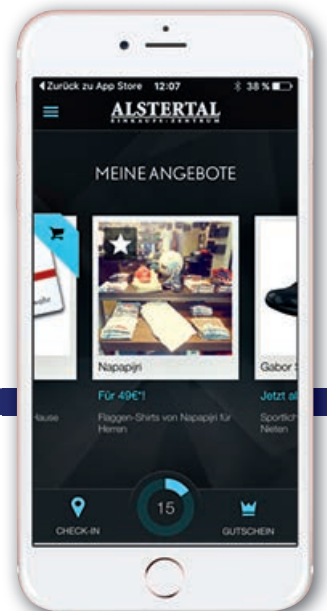 Zurück zu App Store 12:07 38 %
ALSTERTAL
EINKAUFS-ZENTRUM
MEINE ANGEBOTE
Napapijri
Für 49€*!
Flaggen-Shirts von Napapijri für
Herren
Hause
Gabor
Jetzt
Sportlich
Nieten
15
CHECK-IN
GUTSCHEIN